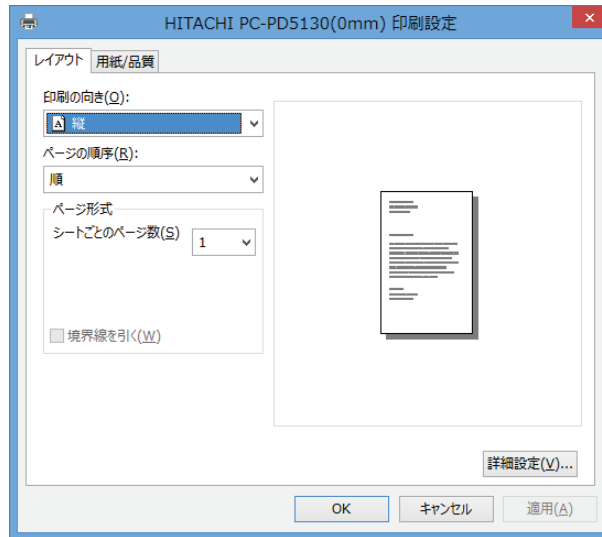 HITACHI PC-PD5130(0mm) 印刷設定
レイアウト 用紙/品質
印刷の向き(O):
A 縦
ページの順序(R):
順
ページ形式
シートごとのページ数(S) 1
境界線を引く(W)
詳細設定(V)...
OK キャンセル 適用(A)